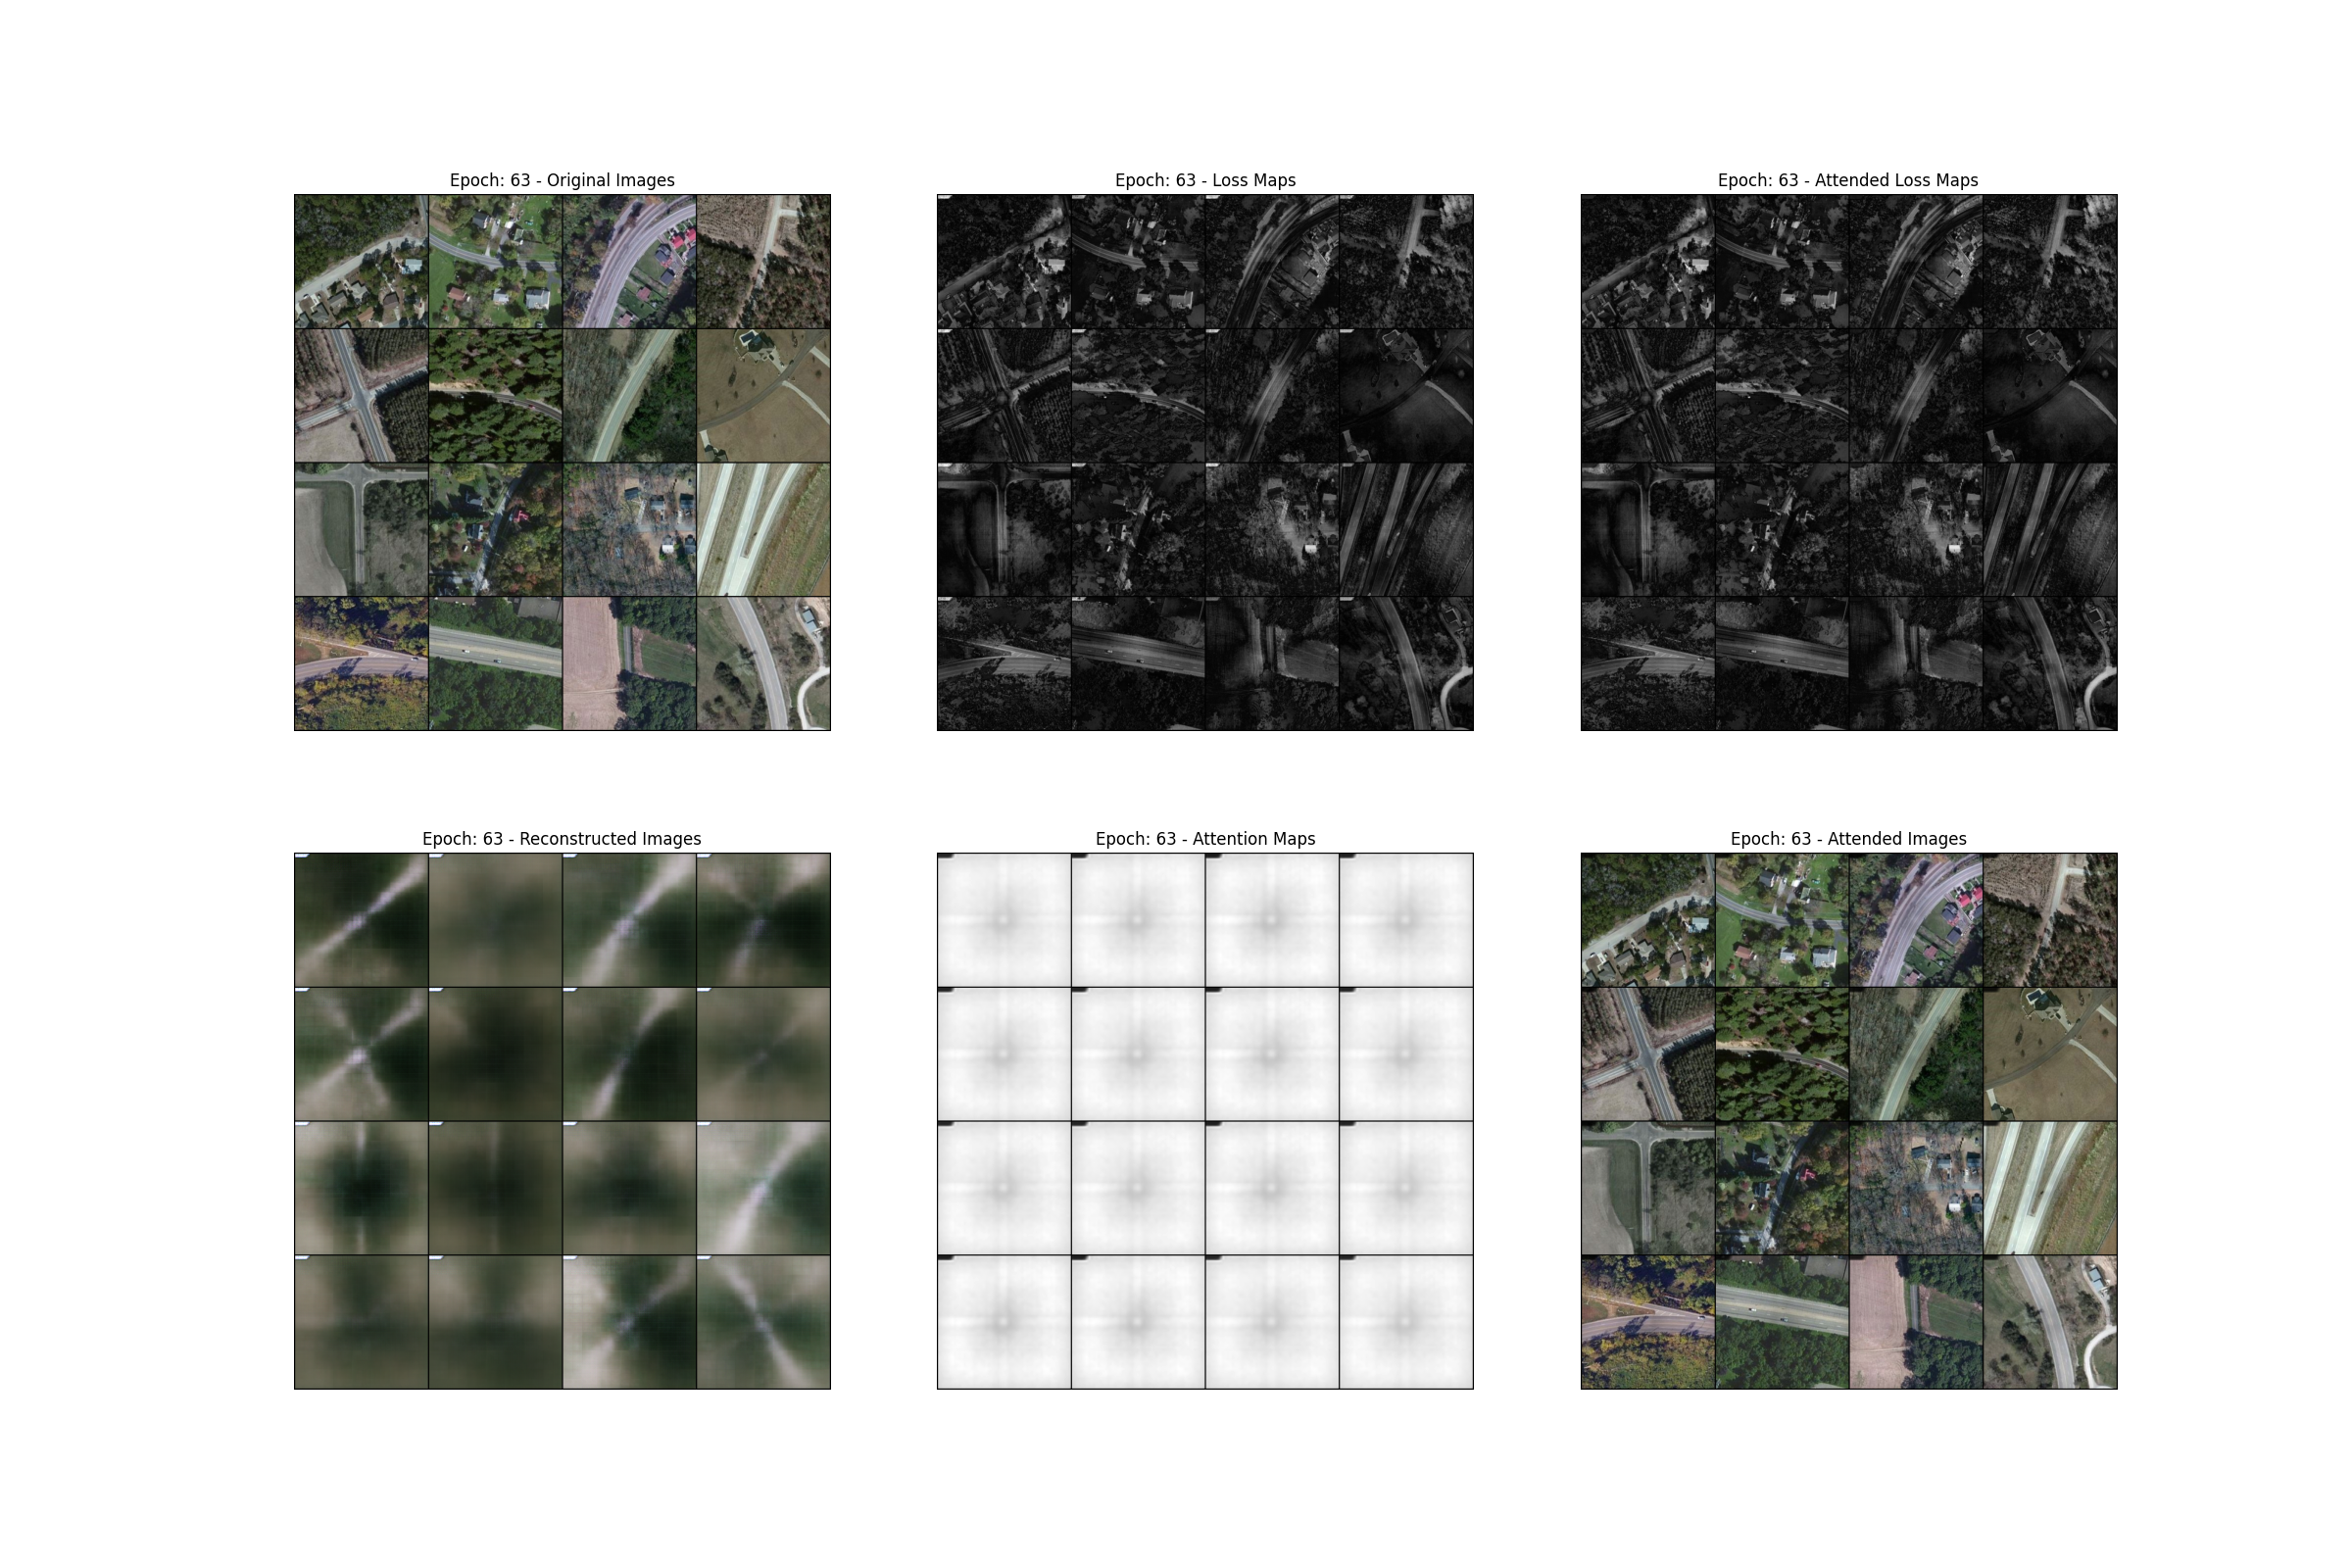 Epoch: 63 - Original Images
Epoch: 63 - Loss Maps
Epoch: 63 - Attended Loss Maps
Epoch: 63 - Reconstructed Images
Epoch: 63 - Attention Maps
Epoch: 63 - Attended Images